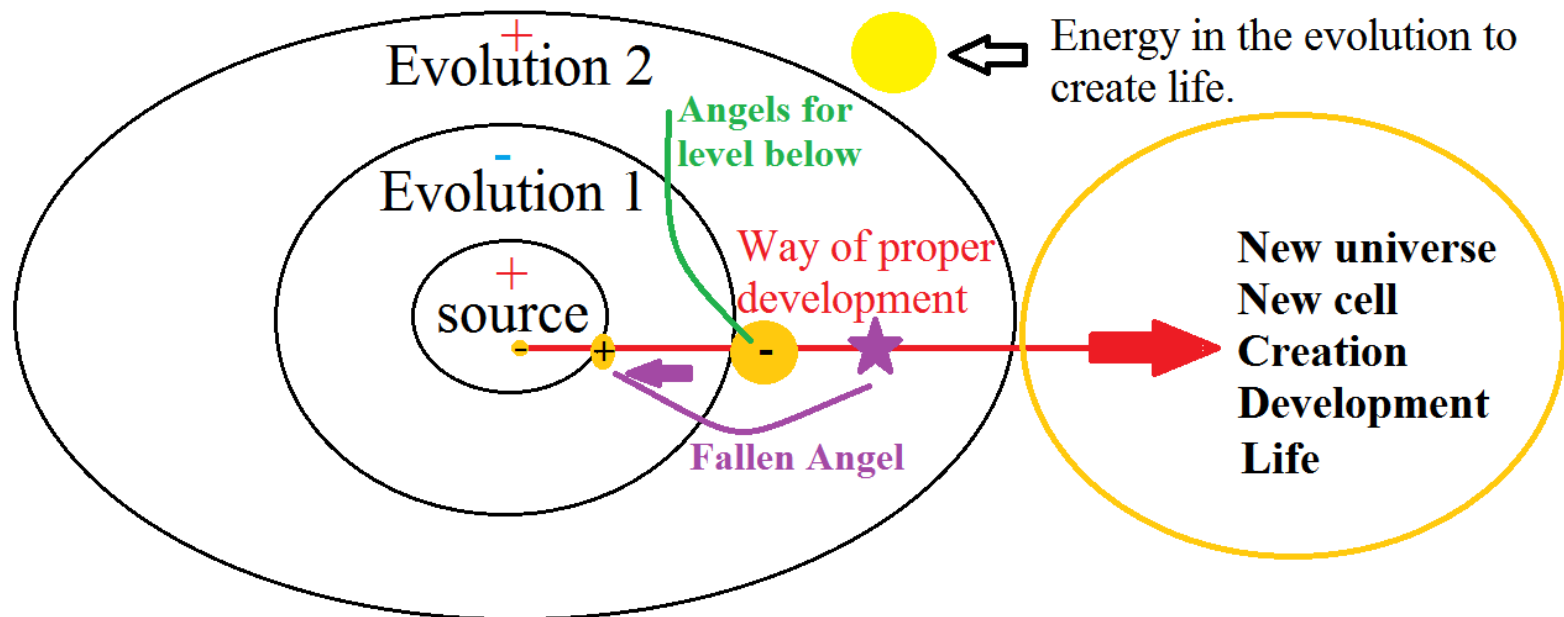 +
Evolution 2
Energy in the evolution to
create life.
Angels for
level below
-
Evolution 1
+
source
Way of proper
development
-
+
-
Fallen Angel
New universe
New cell
Creation
Development
Life